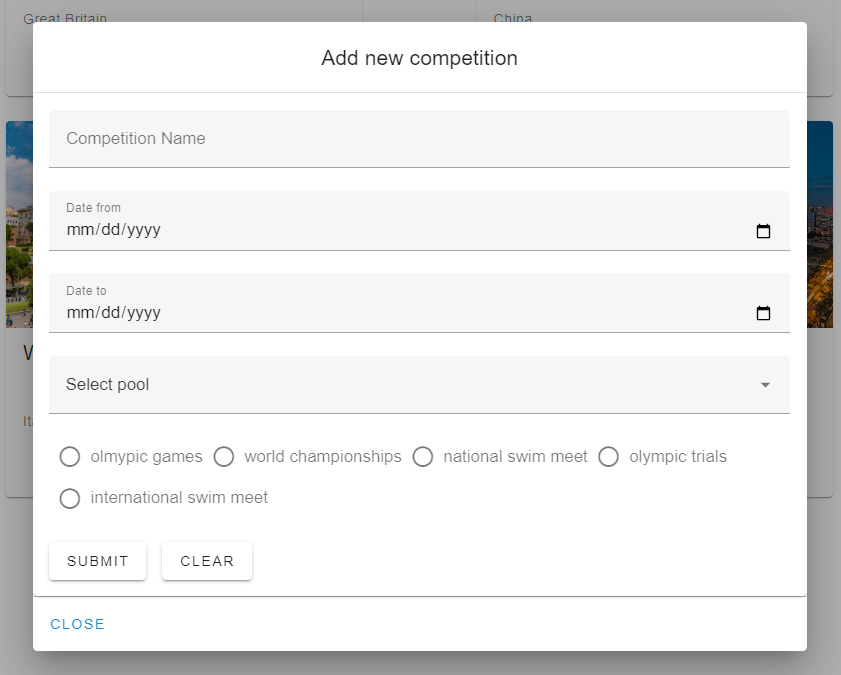 Great Britain China
Add new competition
Competition Name
Date from
mm/dd/yyyy
Date to
mm/dd/yyyy
Select pool
olmypic games world championships national swim meet olympic trials
international swim meet
SUBMIT CLEAR
CLOSE